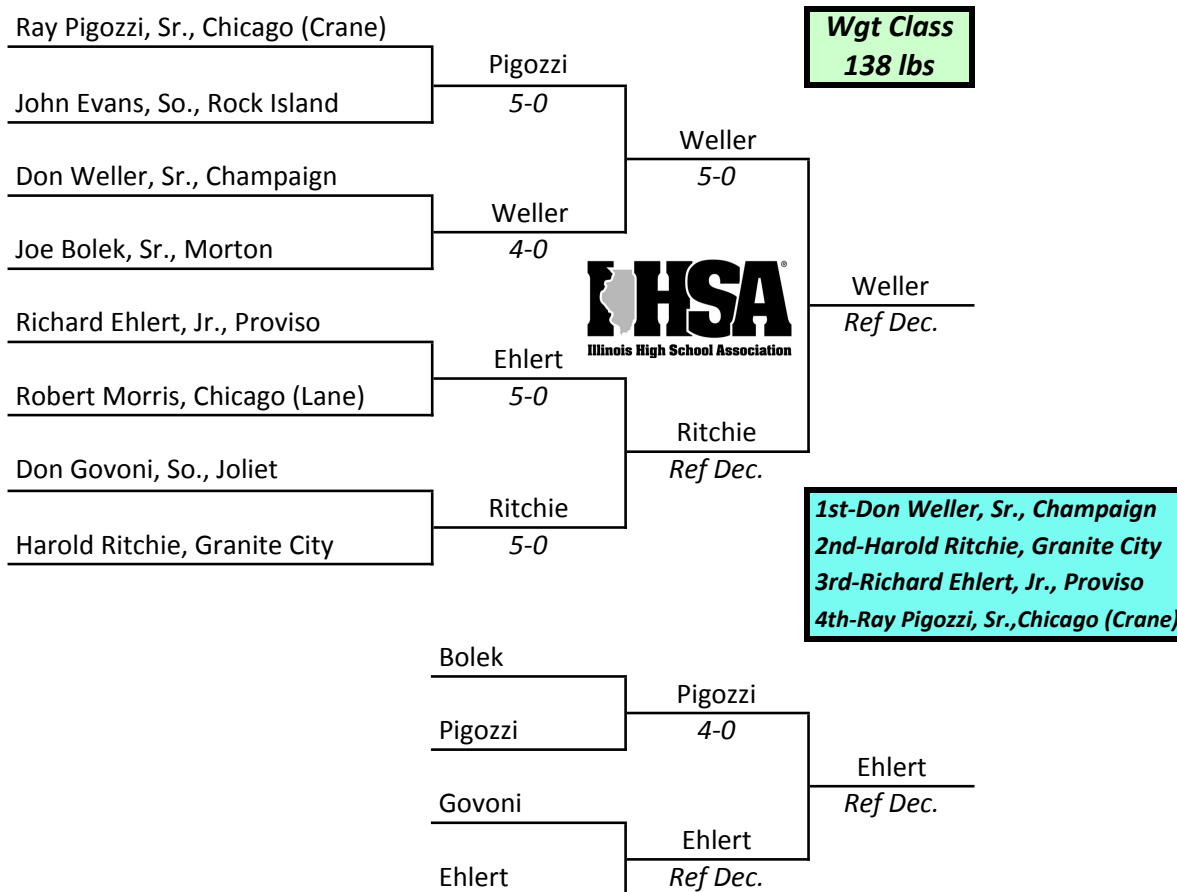 Ray Pigozzi, Sr., Chicago (Crane)
Wgt Class
138 lbs
Pigozzi
5-0
John Evans, So., Rock Island
Weller
5-0
Don Weller, Sr., Champaign
Weller
4-0
Joe Bolek, Sr., Morton
IHSA®
Illinois High School Association
Weller
Ref Dec.
Richard Ehlert, Jr., Proviso
Ehlert
5-0
Robert Morris, Chicago (Lane)
Ritchie
Ref Dec.
Don Govoni, So., Joliet
Ritchie
5-0
Harold Ritchie, Granite City
1st-Don Weller, Sr., Champaign
2nd-Harold Ritchie, Granite City
3rd-Richard Ehlert, Jr., Proviso
4th-Ray Pigozzi, Sr.,Chicago (Crane)
Bolek
Pigozzi
4-0
Pigozzi
Ehlert
Ref Dec.
Govoni
Ehlert
Ref Dec.
Ehlert